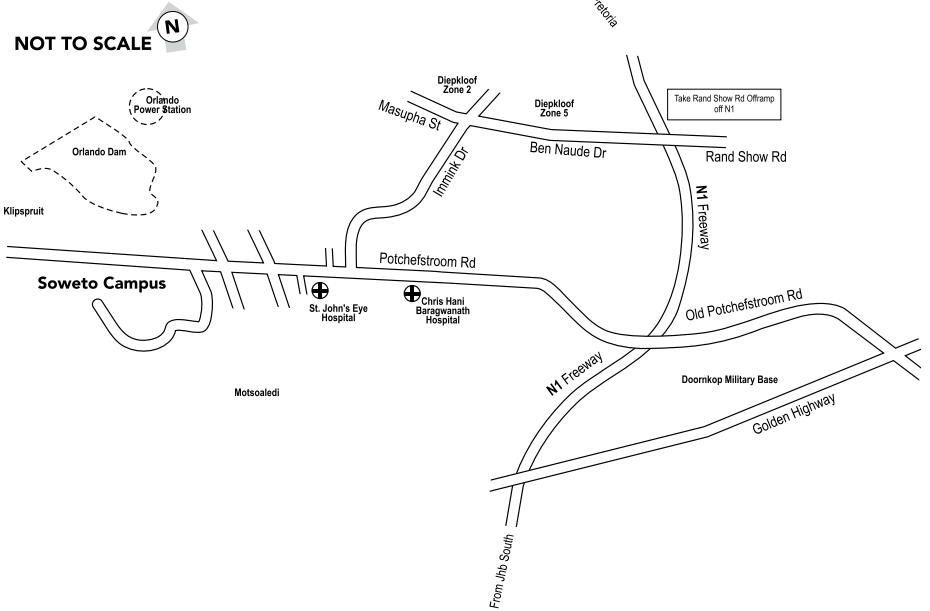 NOT TO SCALE
N
Diepkloof
Zone 2
Diepkloof
Zone 5
Take Rand Show Rd Offramp
off N1
Orlando
Power Station
Masupha St
Ben Naude Dr
Rand Show Rd
Orlando Dam
Immink Dr
N1 Freeway
Klipspruit
Potchefstroom Rd
Soweto Campus
St. John's Eye
Hospital
Chris Hani
Baragwanath
Hospital
Old Potchefstroom Rd
N1 Freeway
Doornkop Military Base
Motsoaledi
Golden Highway
From Jhb South